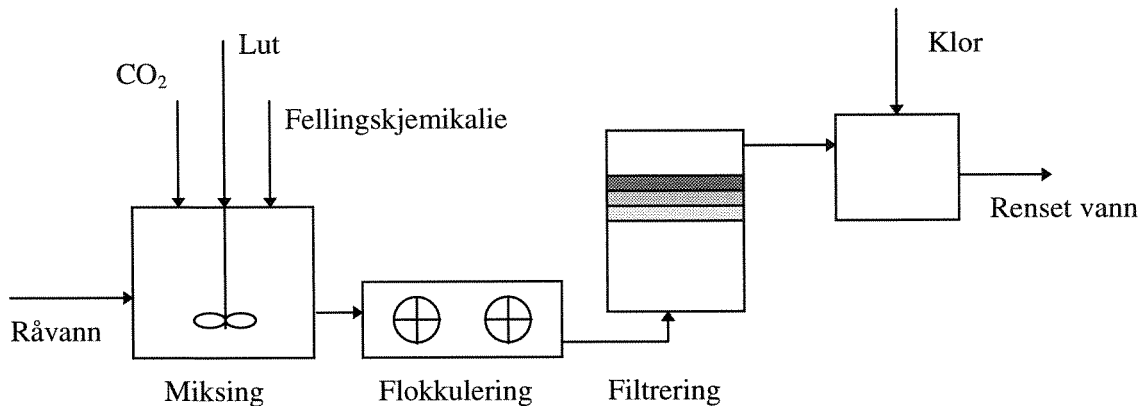 Lut
Klor
CO₂
Fellingskjemikalie
Renset vann
Råvann
Miksing
Flokkulering
Filtrering